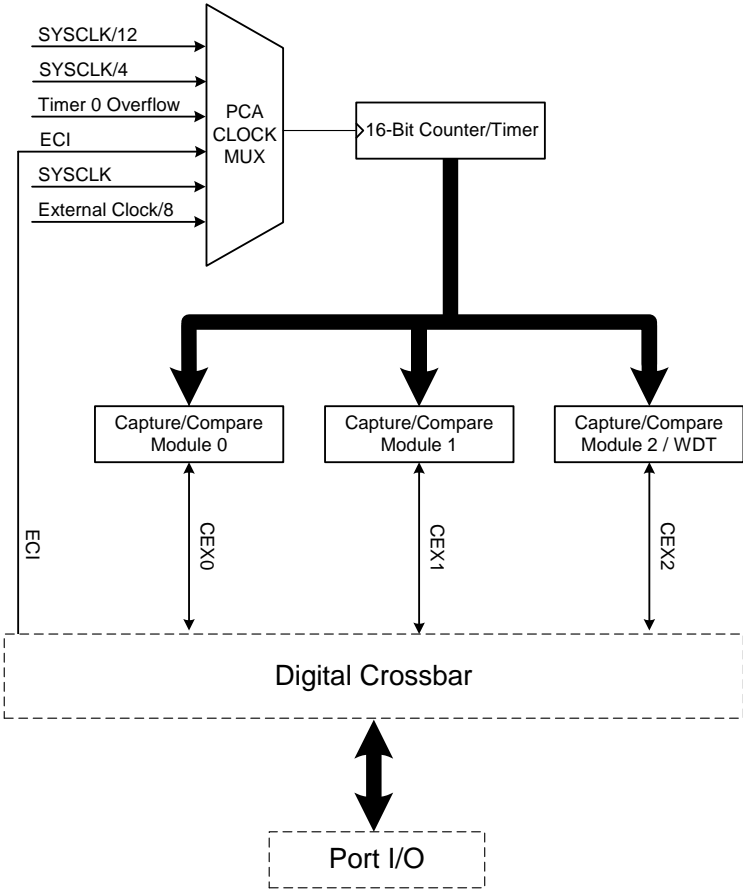 SYSCLK/12
SYSCLK/4
Timer 0 Overflow
ECI
SYSCLK
External Clock/8
PCA
CLOCK
MUX
16-Bit Counter/Timer
Capture/Compare
Module 0
Capture/Compare
Module 1
Capture/Compare
Module 2 / WDT
ECI
CEX0
CEX1
CEX2
Digital Crossbar
Port I/O